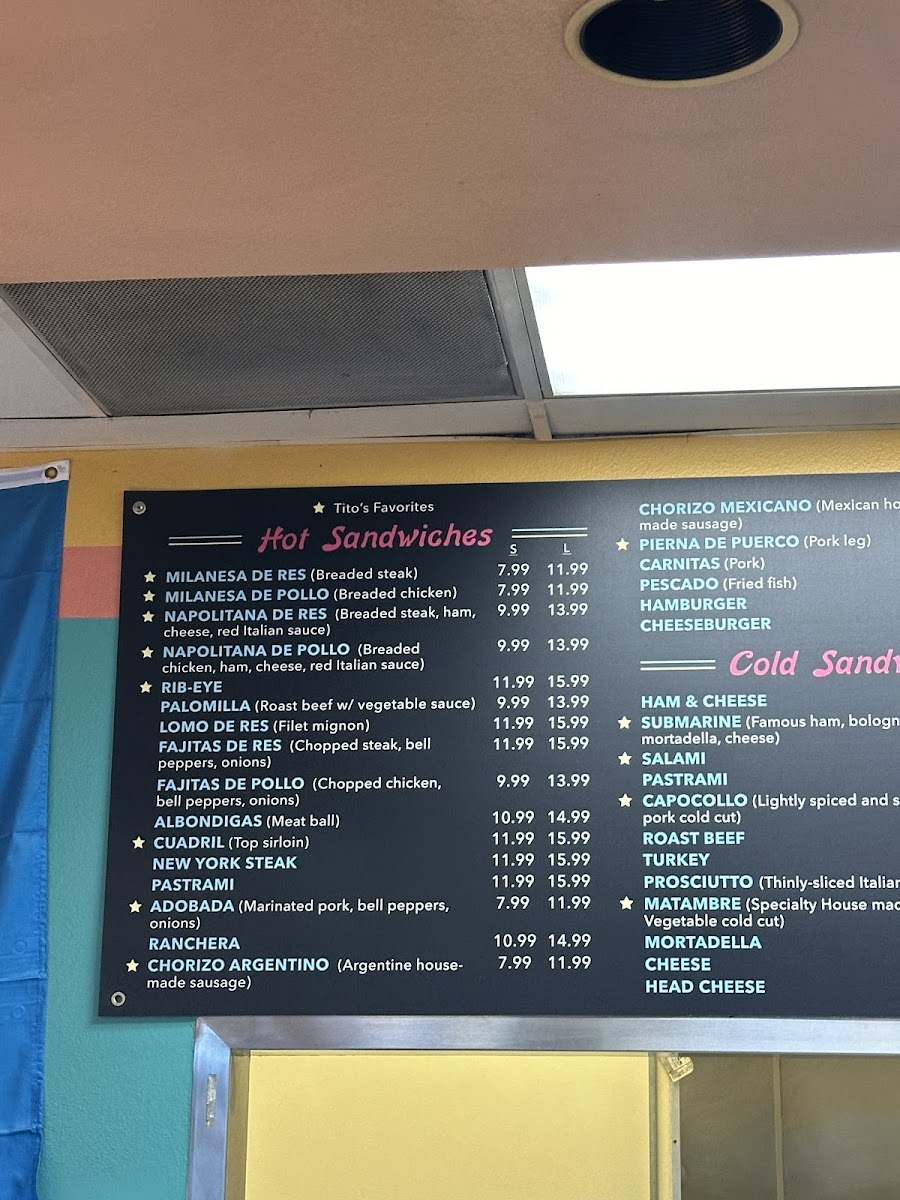 ★ Tito's Favorites
Hot Sandwiches
S L
★ MILANESA DE RES (Breaded steak) 7.99 11.99
★ MILANESA DE POLLO (Breaded chicken) 7.99 11.99
★ NAPOLITANA DE RES (Breaded steak, ham, 9.99 13.99
cheese, red Italian sauce)
★ NAPOLITANA DE POLLO (Breaded 9.99 13.99
chicken, ham, cheese, red Italian sauce)
★ RIB-EYE 11.99 15.99
PALOMILLA (Roast beef w/ vegetable sauce) 9.99 13.99
LOMO DE RES (Filet mignon) 11.99 15.99
FAJITAS DE RES (Chopped steak, bell 11.99 15.99
peppers, onions)
FAJITAS DE POLLO (Chopped chicken, 9.99 13.99
bell peppers, onions)
ALBONDIGAS (Meat ball) 10.99 14.99
★ CUADRIL (Top sirloin) 11.99 15.99
NEW YORK STEAK 11.99 15.99
PASTRAMI 11.99 15.99
★ ADOBADA (Marinated pork, bell peppers, 7.99 11.99
onions)
RANCHERA 10.99 14.99
★ CHORIZO ARGENTINO (Argentine house- 7.99 11.99
made sausage)
CHORIZO MEXICANO (Mexican
made sausage)
★ PIERNA DE PUERCO (Pork leg)
CARNITAS (Pork)
PESCADO (Fried fish)
HAMBURGER
CHEESEBURGER
Cold
HAM & CHEESE
★ SUBMARINE (Famous ham,
mortadella, cheese)
★ SALAMI
PASTRAMI
★ CAPOCOLLO (Lightly spiced and
pork cold cut)
ROAST BEEF
TURKEY
PROSCIUTTO (Thinly-sliced Italian
★ MATAMBRE (Specialty House
Vegetable cold cut)
MORTADELLA
CHEESE
HEAD CHEESE